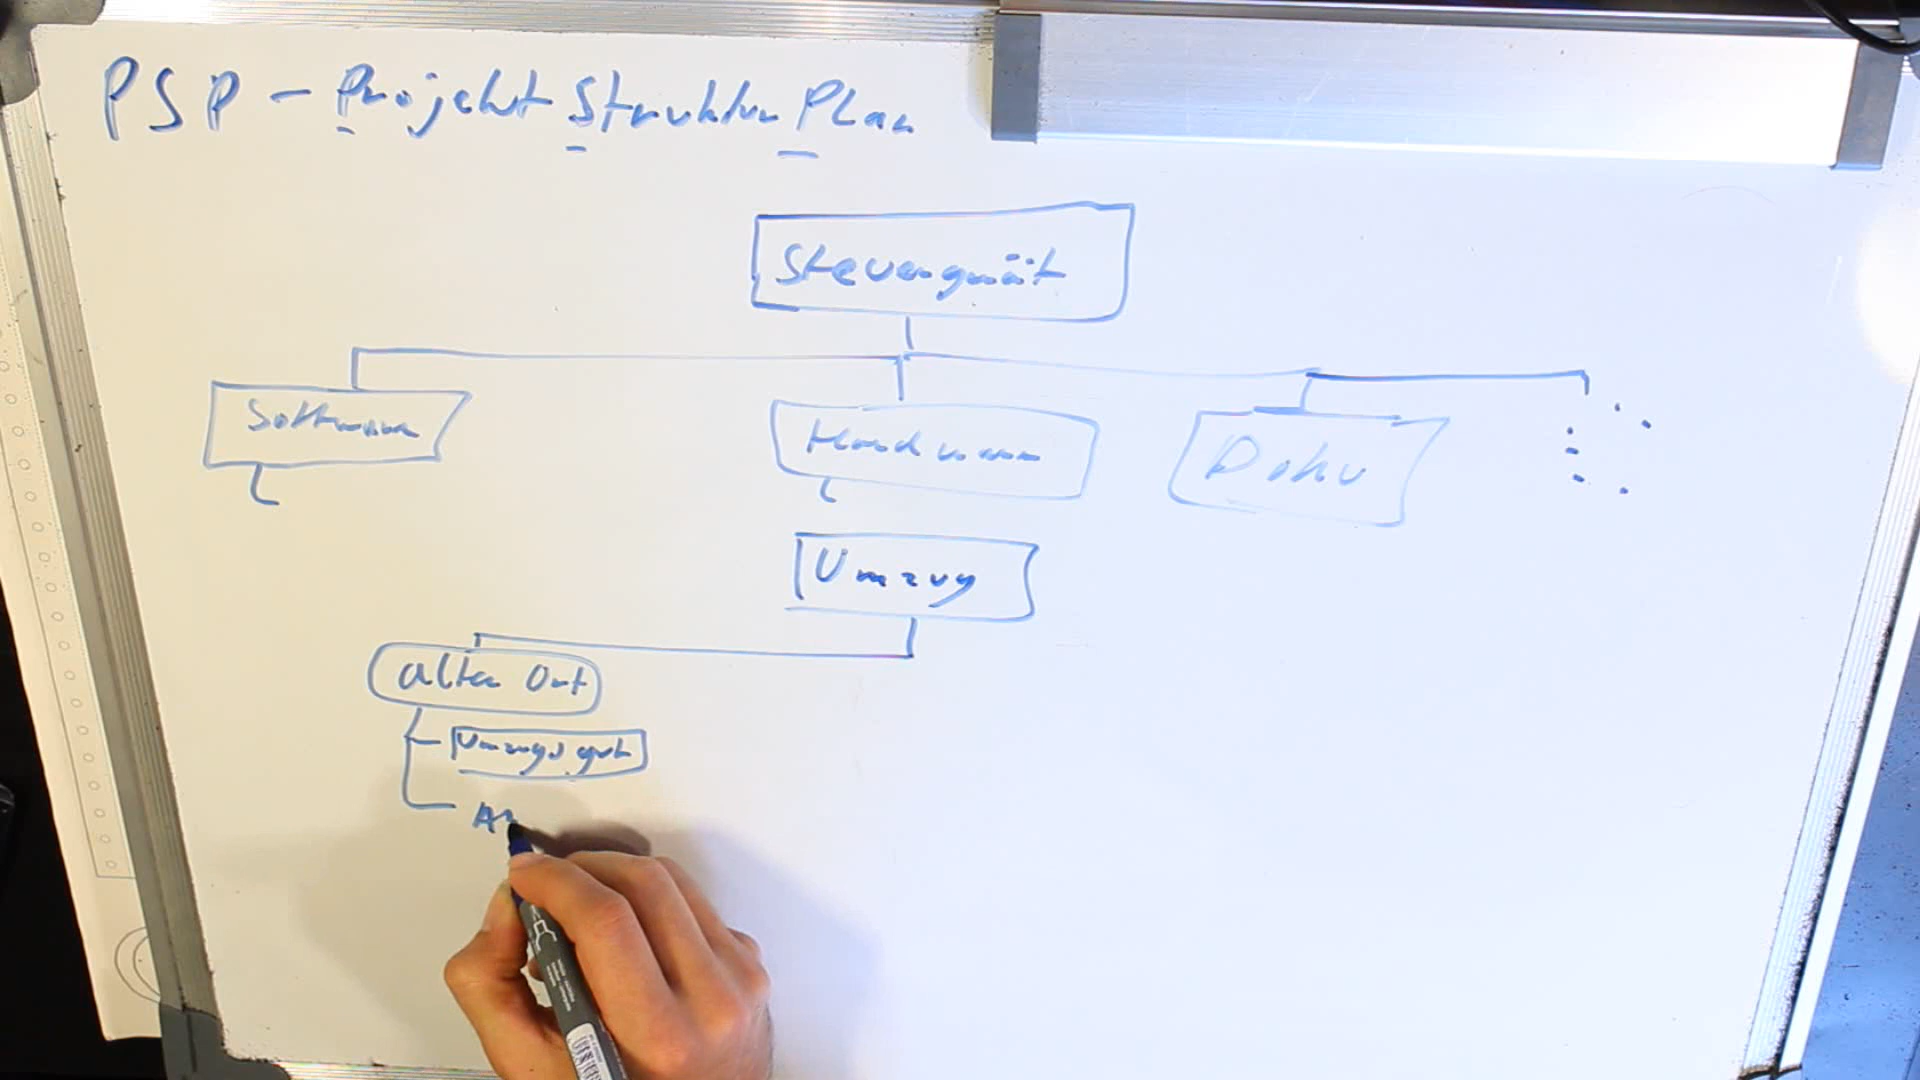 PSP - Projekt Struktur Plan
Steuergerät
Software
Hardware
Doku
Umzug
alter Ort
Umzugsgut